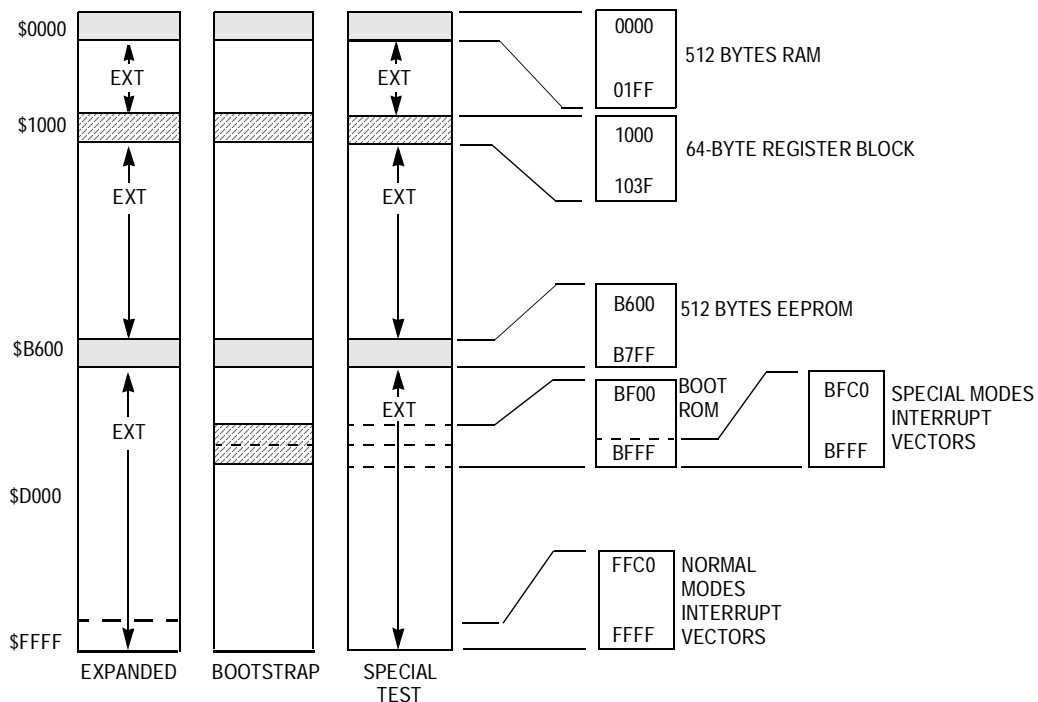 $0000
EXT
EXT
0000
01FF
512 BYTES RAM
$1000
1000
103F
64-BYTE REGISTER BLOCK
EXT
EXT
$B600
B600
B7FF
512 BYTES EEPROM
EXT
EXT
BF00
BFFF
BOOT
ROM
BFC0
BFFF
SPECIAL MODES
INTERRUPT
VECTORS
$D000
FFC0
FFFF
NORMAL
MODES
INTERRUPT
VECTORS
$FFFF
EXPANDED
BOOTSTRAP
SPECIAL
TEST